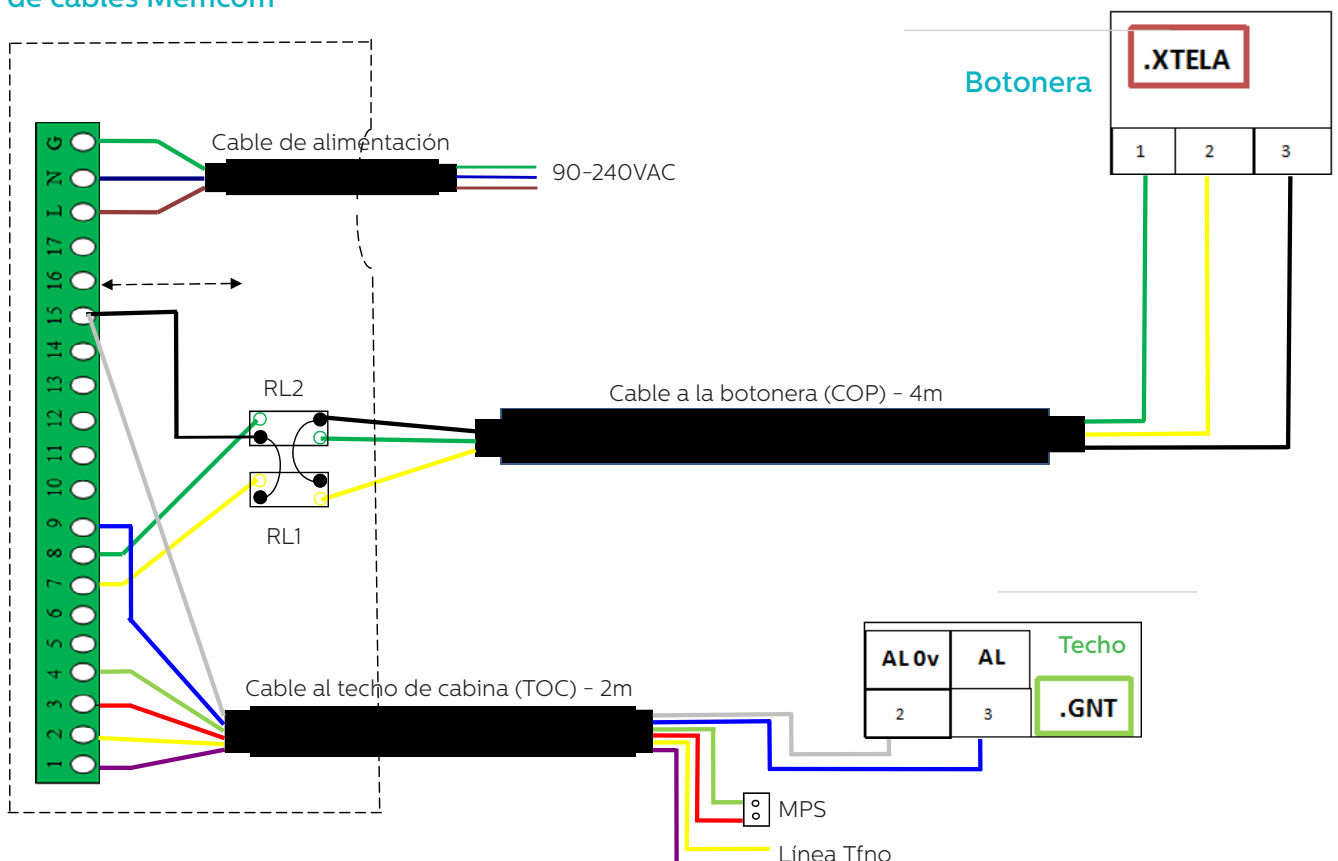 de cables Memcom
.XTELA
Botonera
1 2 3
G
N
L
17
16
15
14
13
12
11
10
9
8
7
6
5
4
3
2
1
Cable de alimentación
90-240VAC
RL2
RL1
Cable a la botonera (COP) - 4m
Cable al techo de cabina (TOC) - 2m
AL 0v AL
Techo
2 3
.GNT
MPS
Línea Tfno